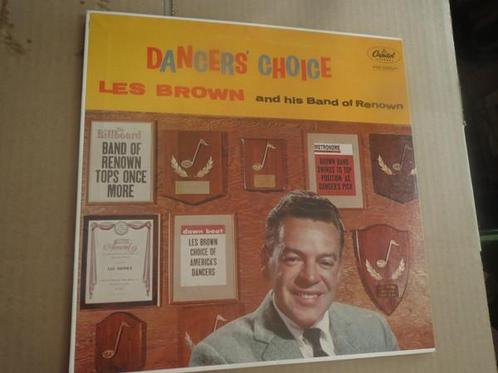 DANCERS' CHOICE
Capitol
LES BROWN and his Band of Renown
The Billboard
BAND OF
RENOWN
TOPS ONCE
MORE
METRONOME
BROWN BAND
SWINGS TO TOP
POSITION AS
DANCER'S PICK
down beat
LES BROWN
CHOICE OF
AMERICA'S
DANCERS
LES BROWN